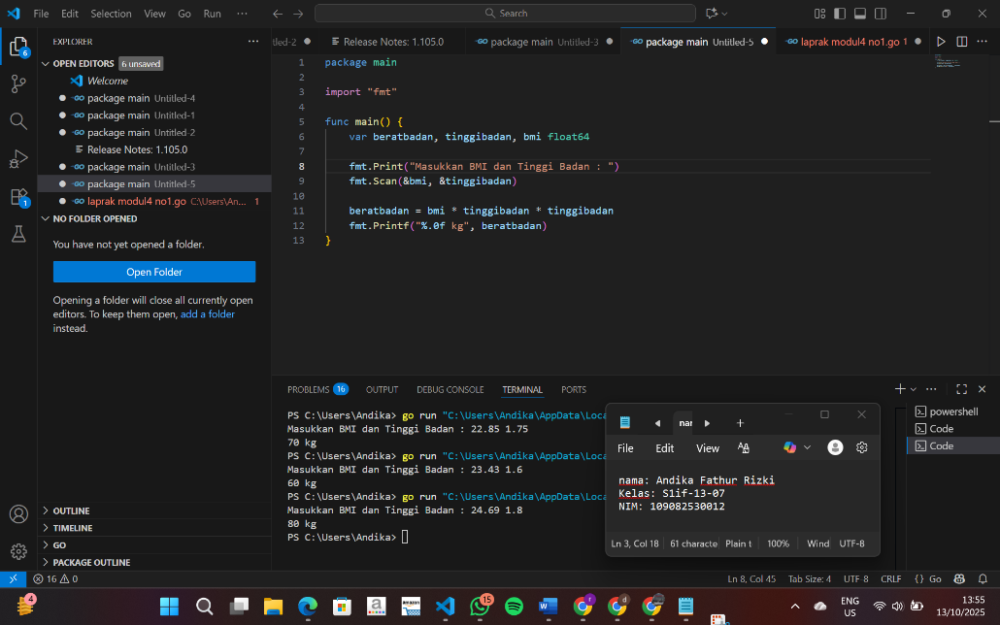 File Edit Selection View Go Run ··· Search
EXPLORER ···
OPEN EDITORS 6 unsaved
Welcome
package main Untitled-4
package main Untitled-1
package main Untitled-2
Release Notes: 1.105.0
package main Untitled-3
package main Untitled-5
laprak modul4 no1.go C:\Users\An... 1
NO FOLDER OPENED
You have not yet opened a folder.
Open Folder
Opening a folder will close all currently open
editors. To keep them open, add a folder
instead.
OUTLINE
TIMELINE
GO
PACKAGE OUTLINE
6
1
tled-2 Release Notes: 1.105.0 package main Untitled-3 package main Untitled-5 laprak modul4 no1.go 1
1 package main
2
3 import "fmt"
4
5 func main() {
6 var beratbadan, tinggibadan, bmi float64
7
8 fmt.Print("Masukkan BMI dan Tinggi Badan : ")
9 fmt.Scan(&bmi, &tinggibadan)
10
11 beratbadan = bmi * tinggibadan * tinggibadan
12 fmt.Printf("%.0f kg", beratbadan)
13 }
PROBLEMS 16 OUTPUT DEBUG CONSOLE TERMINAL PORTS
PS C:\Users\Andika> go run "C:\Users\Andika\AppData\Loca
Masukkan BMI dan Tinggi Badan : 22.85 1.75
70 kg
PS C:\Users\Andika> go run "C:\Users\Andika\AppData\Loca
Masukkan BMI dan Tinggi Badan : 23.43 1.6
60 kg
PS C:\Users\Andika> go run "C:\Users\Andika\AppData\Loca
Masukkan BMI dan Tinggi Badan : 24.69 1.8
80 kg
PS C:\Users\Andika>
powershell
Code
Code
nar
File Edit View
nama: Andika Fathur Rizki
Kelas: S1if-13-07
NIM: 109082530012
Ln 3, Col 18 61 characte Plain t 100% Wind UTF-8
16 0 Ln 8, Col 45 Tab Size: 4 UTF-8 CRLF {} Go
4 a amazon 15 W r d
ENG
US
13:55
13/10/2025